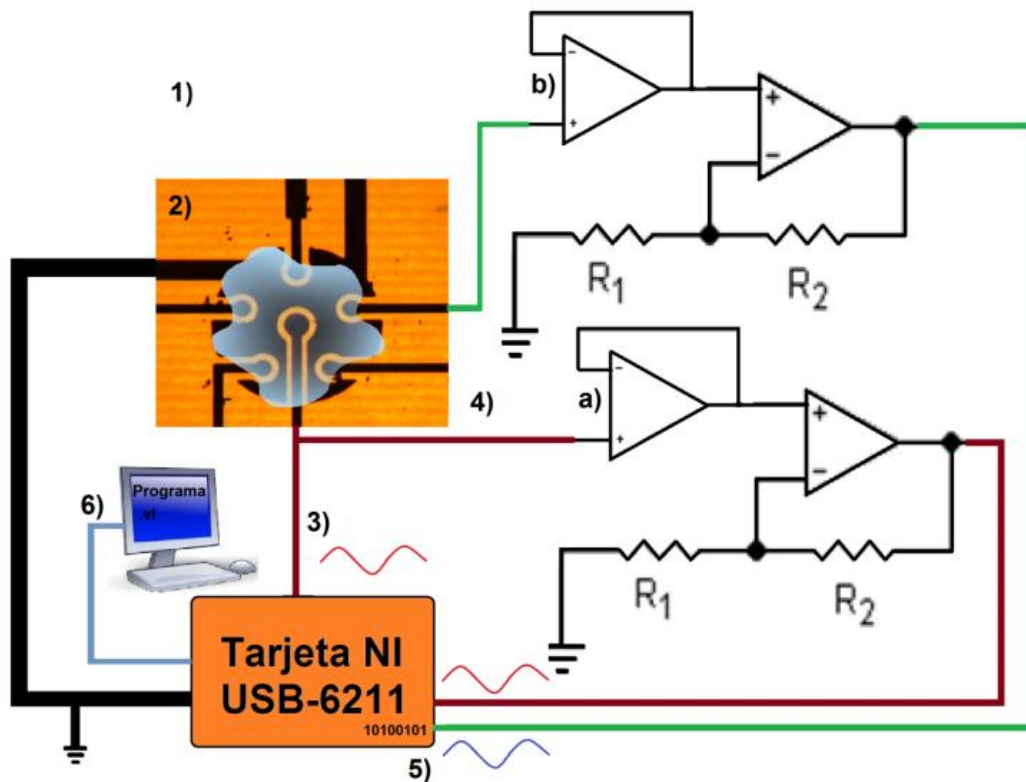 1)
b)
-
+
+
-
2)
R1
R2
4)
a)
-
+
+
-
6)
Programa
.vi
3)
R1
R2
Tarjeta NI
USB-6211
10100101
5)